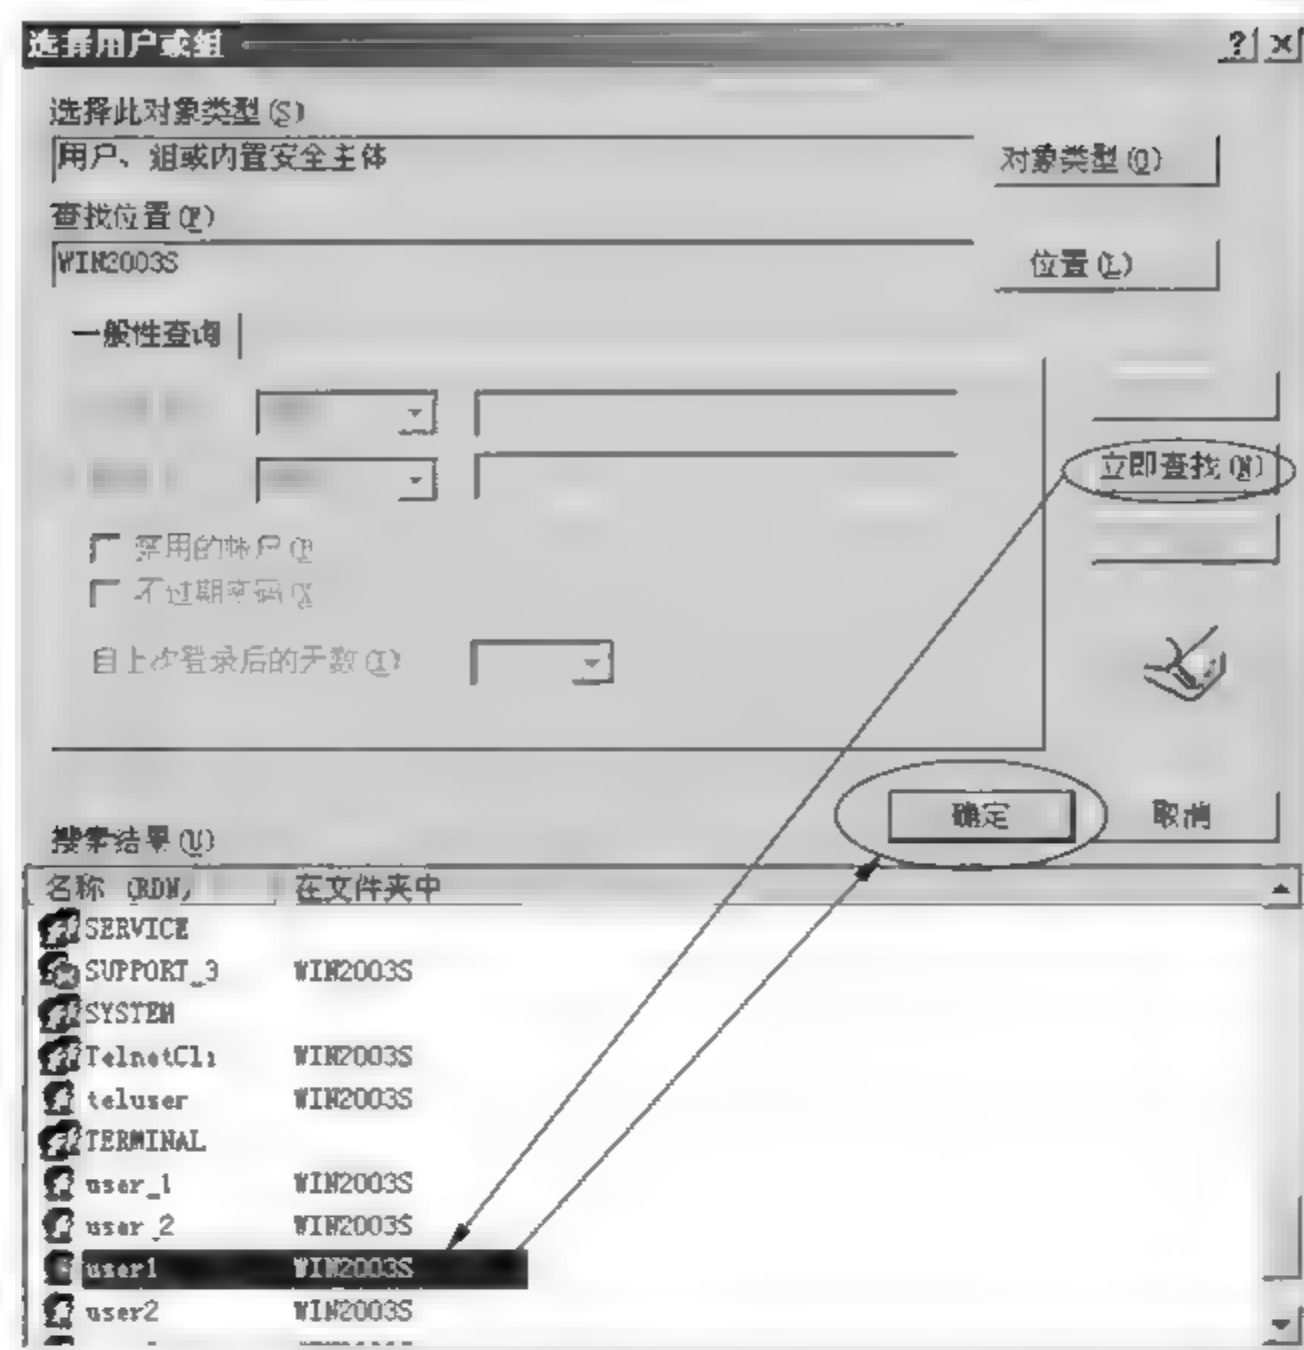 选择用户或组
选择此对象类型(S)
用户、组或内置安全主体
对象类型(O)
查找位置(F)
WIN2003S
位置(L)
一般性查询
立即查找(N)
禁用的帐户(B)
不过期密码(X)
自上次登录后的天数(I)
确定
取消
搜索结果(U)
名称 (RDN) 在文件夹中
SERVICE
SUPPORT_3 WIN2003S
SYSTEM
TelnetCli WIN2003S
teluser WIN2003S
TERMINAL
user_1 WIN2003S
user_2 WIN2003S
user1 WIN2003S
user2 WIN2003S